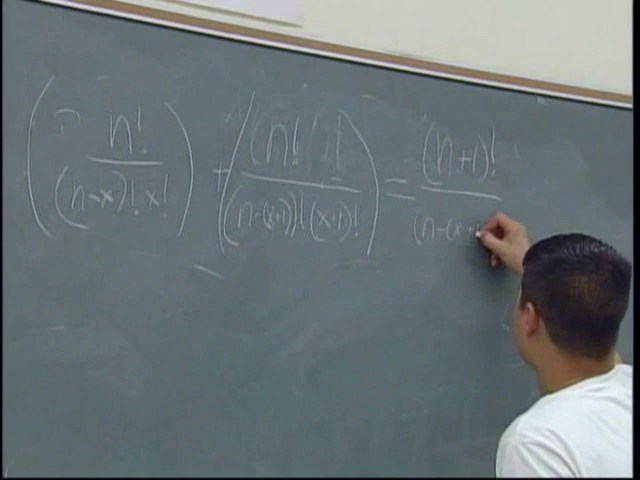 (n! / (n-x)! x!) + (n! / (n-(x+1))! (x+1)!) = (n+1)! / (n-(x+